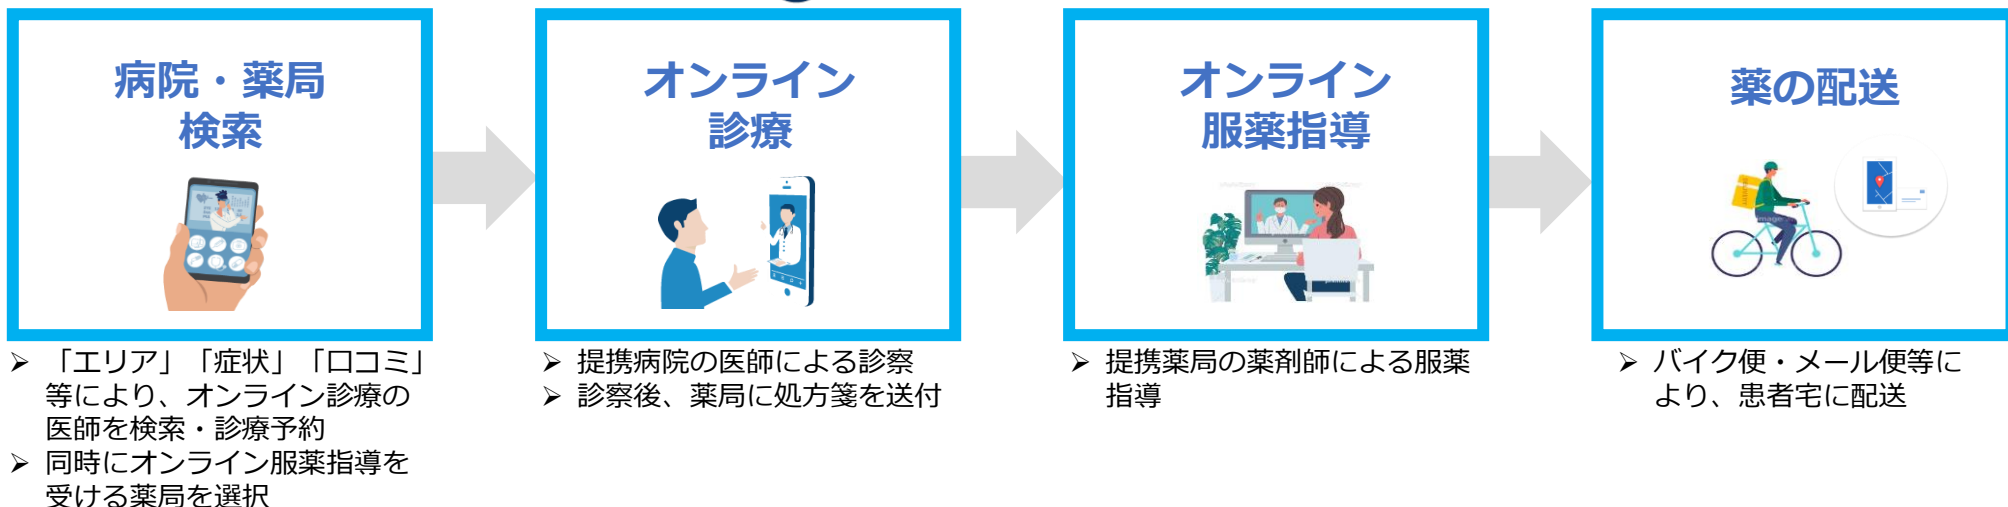 病院・薬局
検索
オンライン
診療
オンライン
服薬指導
薬の配送
➢ 「エリア」「症状」「口コミ」
等により、オンライン診療の
医師を検索・診療予約
➢ 同時にオンライン服薬指導を
受ける薬局を選択
➢ 提携病院の医師による診察
➢ 診察後、薬局に処方箋を送付
➢ 提携薬局の薬剤師による服薬
指導
➢ バイク便・メール便等に
より、患者宅に配送